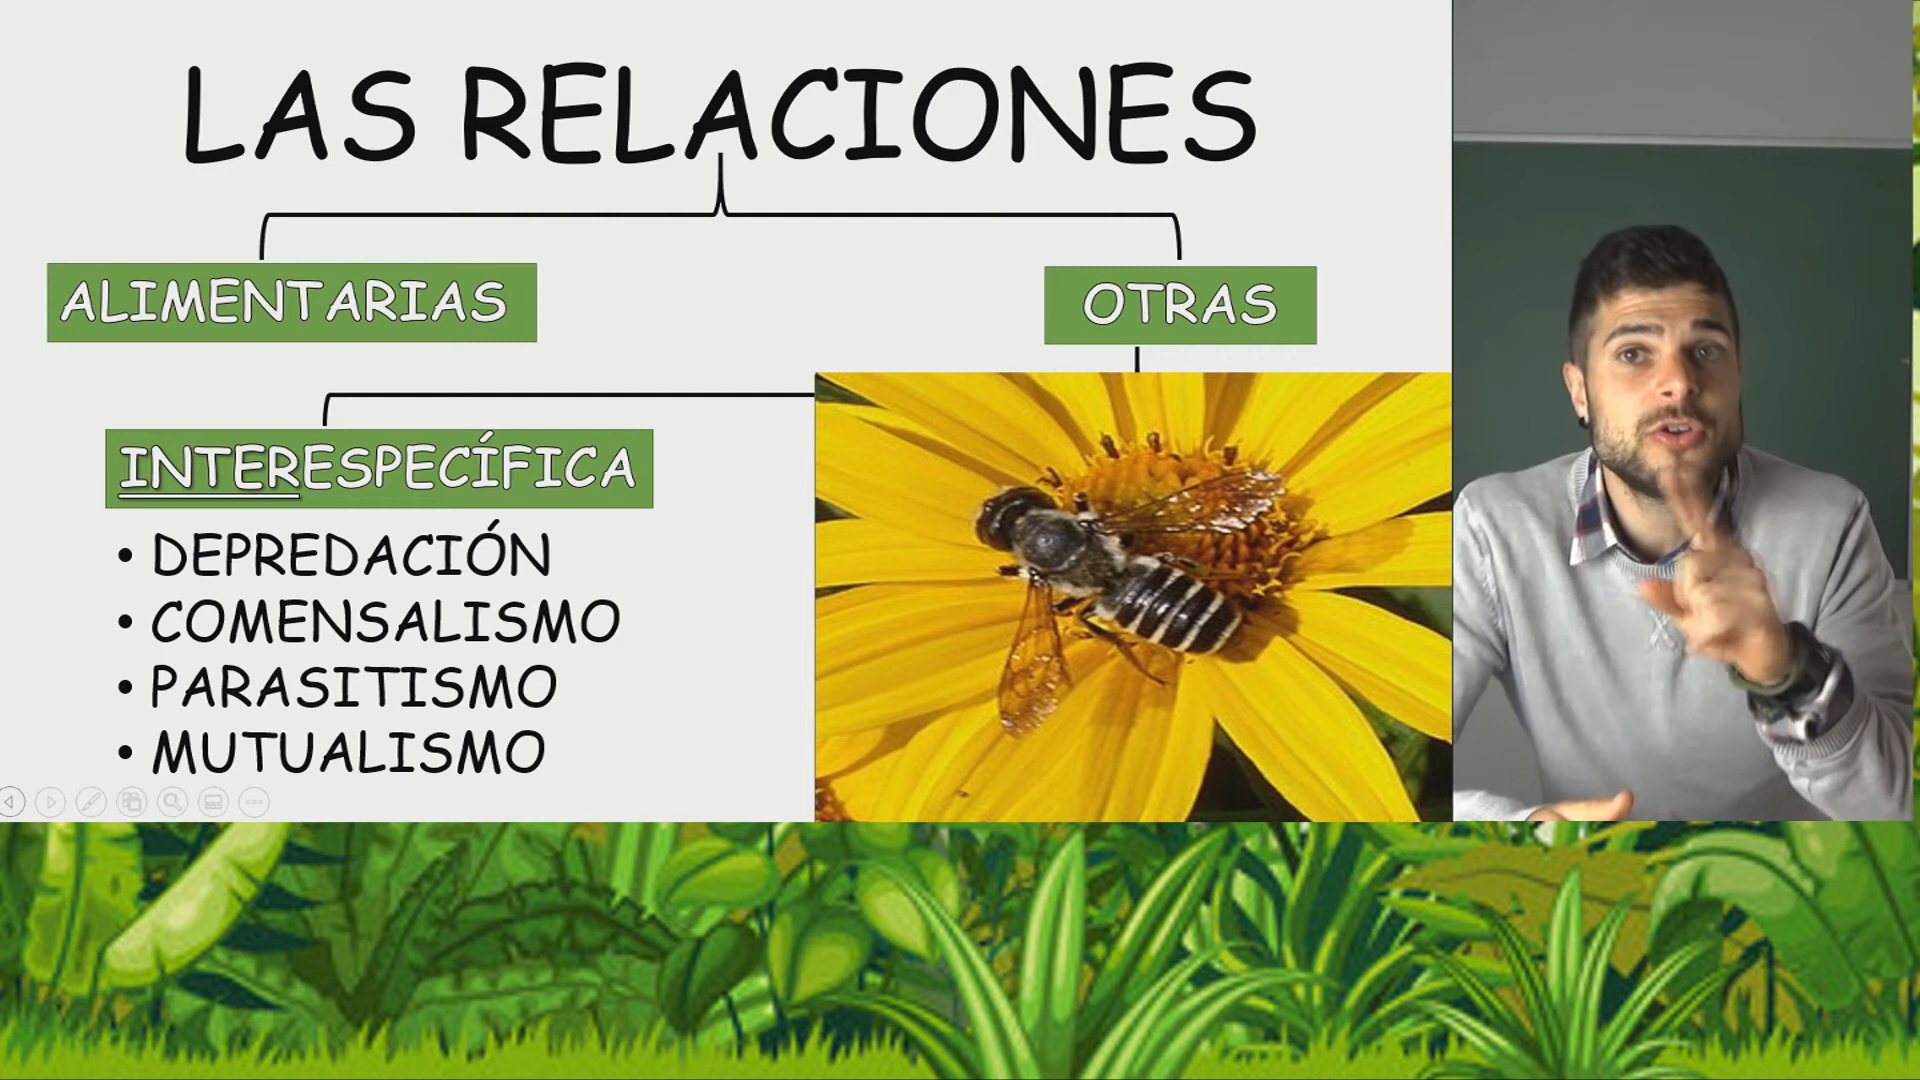 LAS RELACIONES
ALIMENTARIAS
OTRAS
INTERESPECÍFICA
• DEPREDACIÓN
• COMENSALISMO
• PARASITISMO
• MUTUALISMO